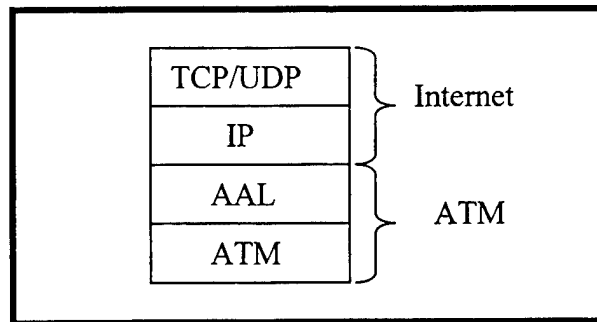 TCP/UDP
IP
Internet
AAL
ATM
ATM